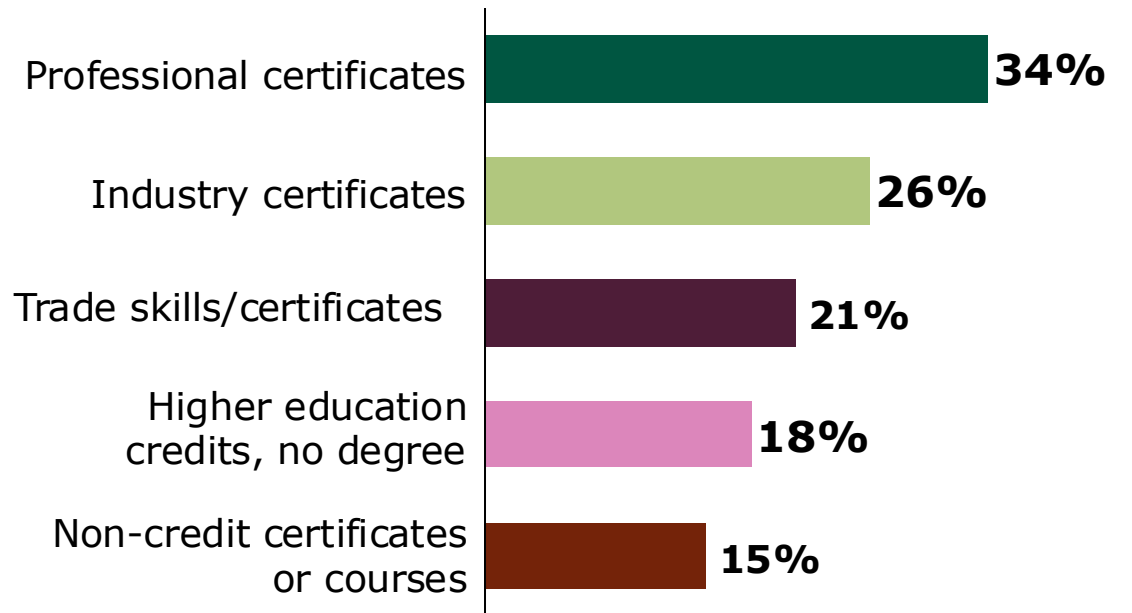 Professional certificates
34%
Industry certificates
26%
Trade skills/certificates
21%
Higher education
credits, no degree
18%
Non-credit certificates
or courses
15%